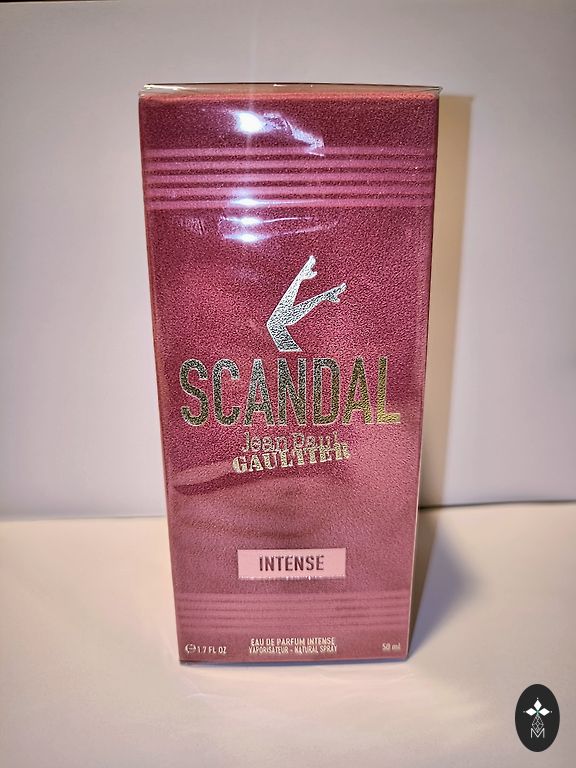 SCANDAL
Jean Paul
GAULTIER
INTENSE
EAU DE PARFUM INTENSE
VAPORISATEUR - NATURAL SPRAY
℮ 1.7 FL OZ
50 ml
M